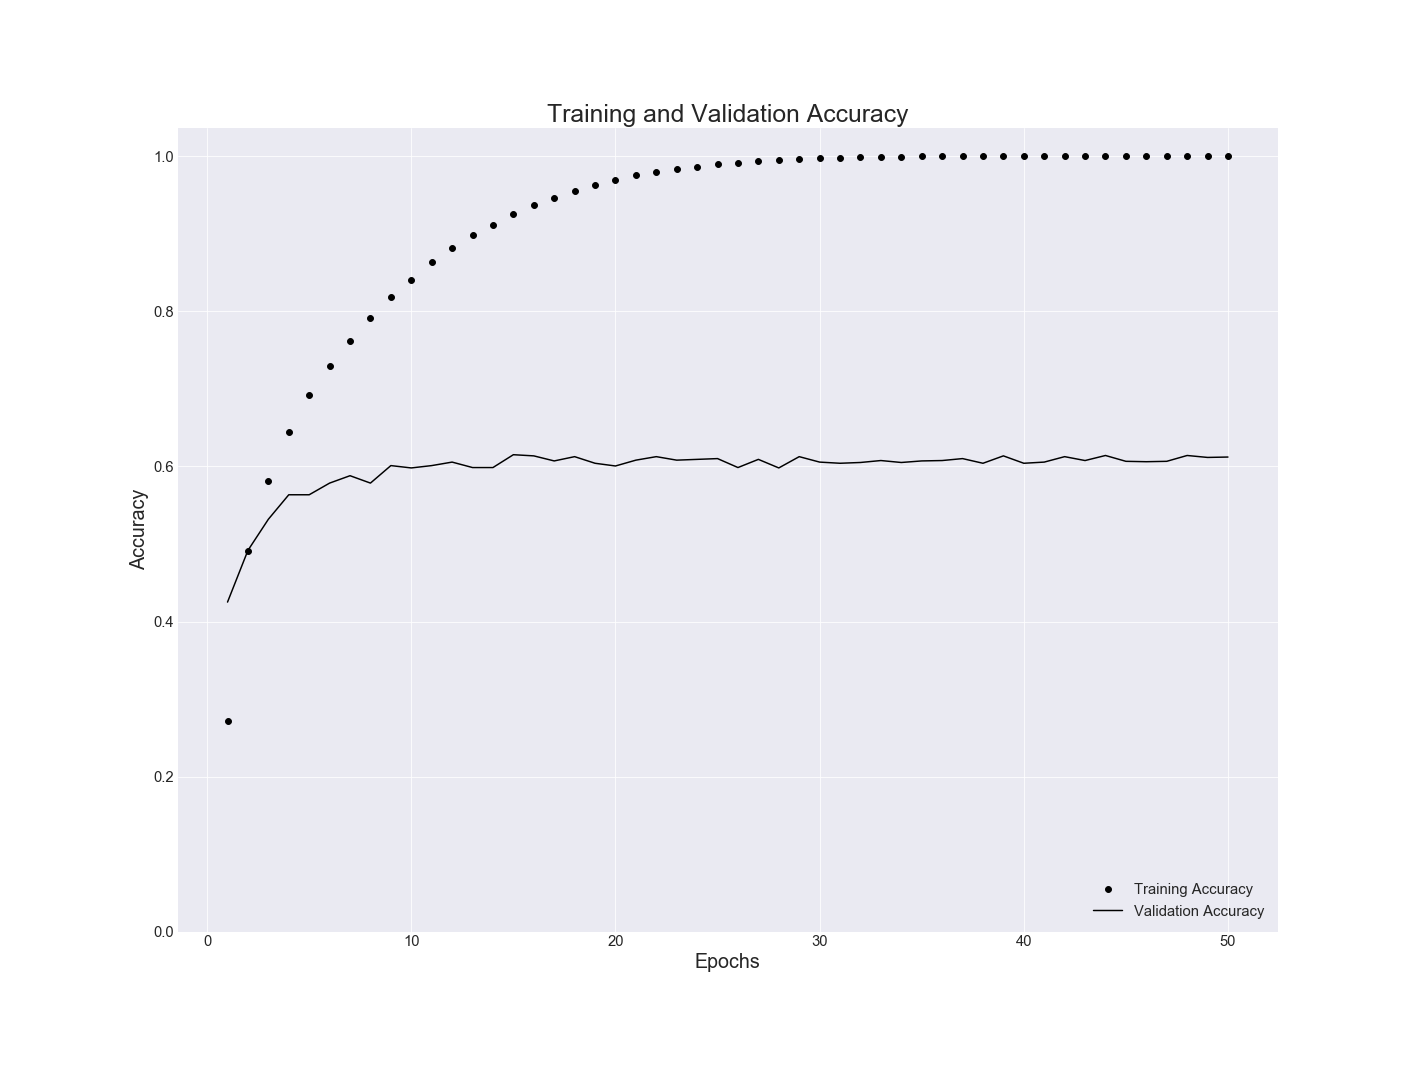 Training and Validation Accuracy
1.0
0.8
0.6
0.4
0.2
0.0
Accuracy
0 10 20 30 40 50
Epochs
Training Accuracy
Validation Accuracy